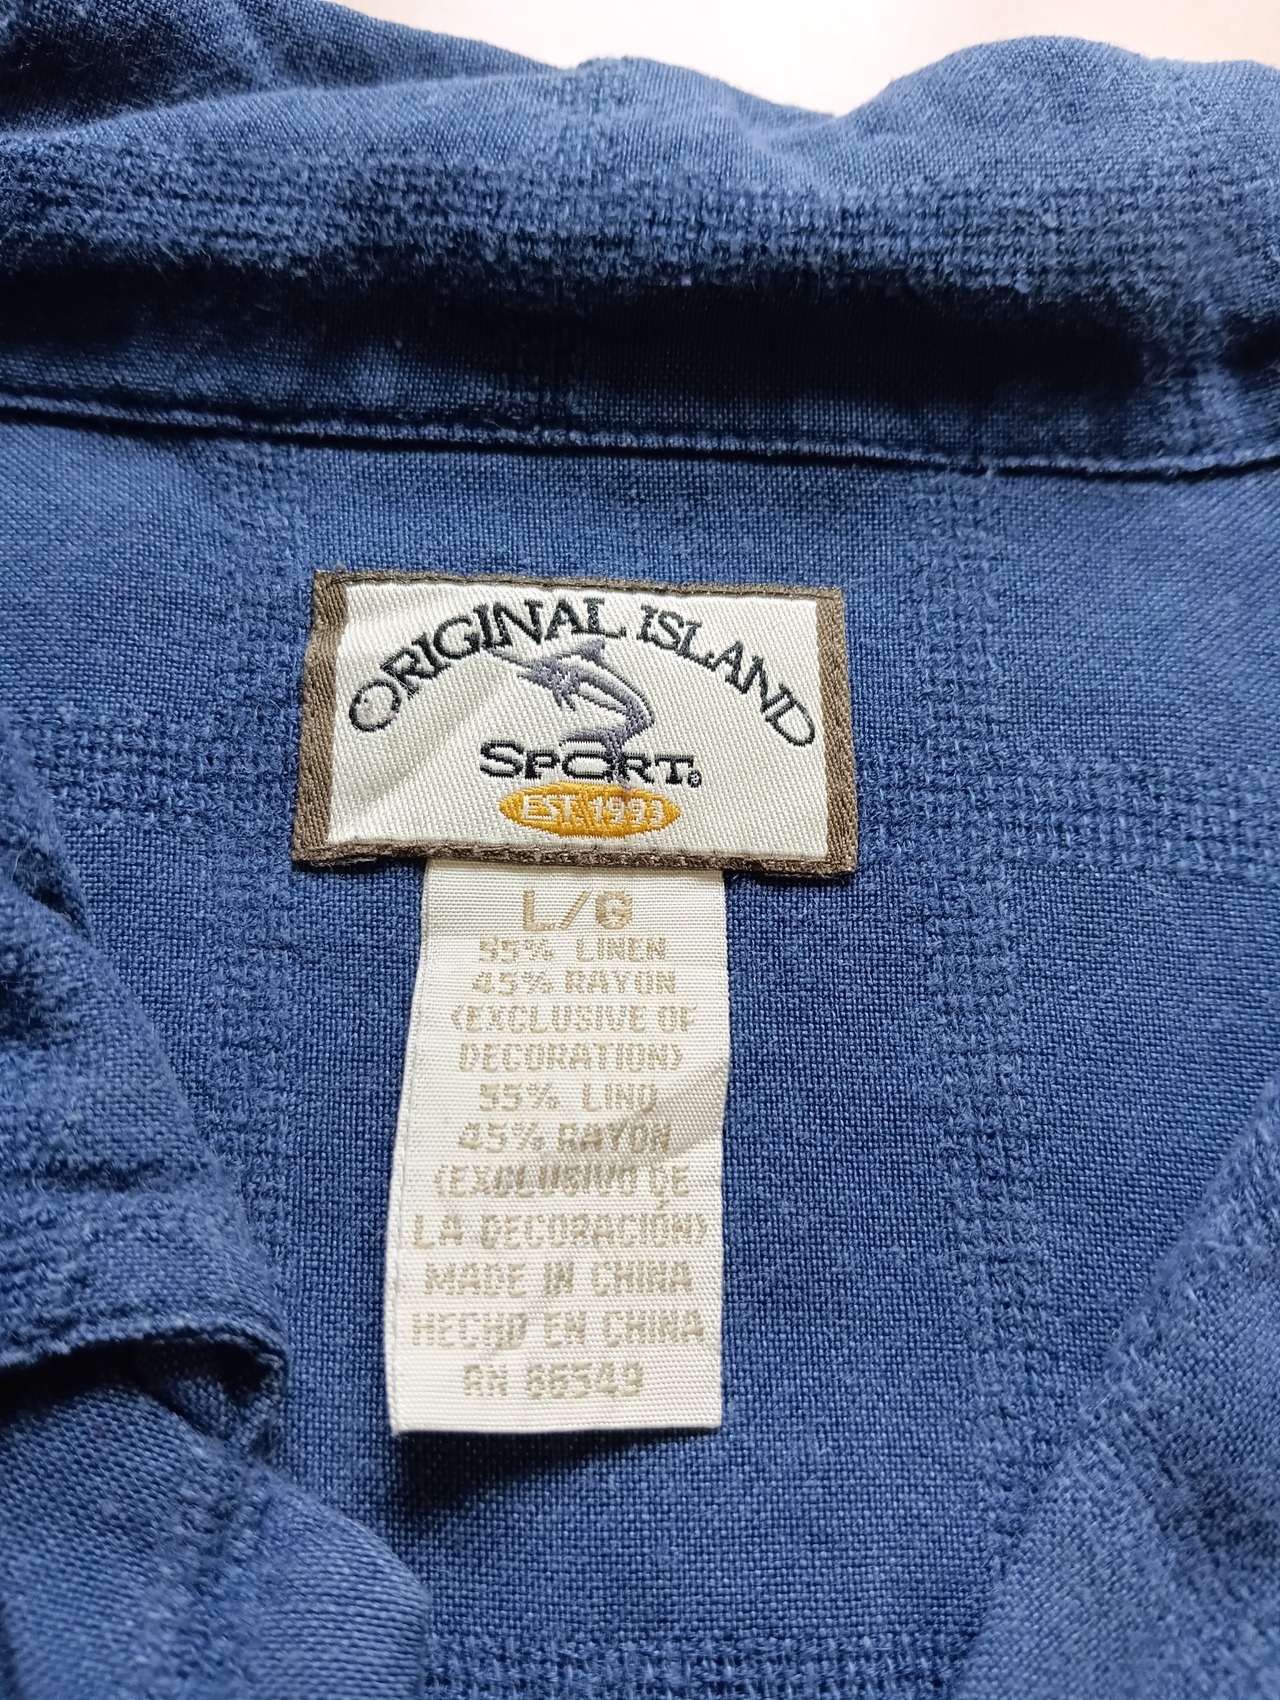 ORIGINAL ISLAND
SPORT®
EST. 1993
L/G
55% LINEN
45% RAYON
(EXCLUSIVE OF
DECORATION)
55% LINO
45% RAYON
(EXCLUSIVO DE
LA DECORACIÓN)
MADE IN CHINA
HECHO EN CHINA
RN 66549